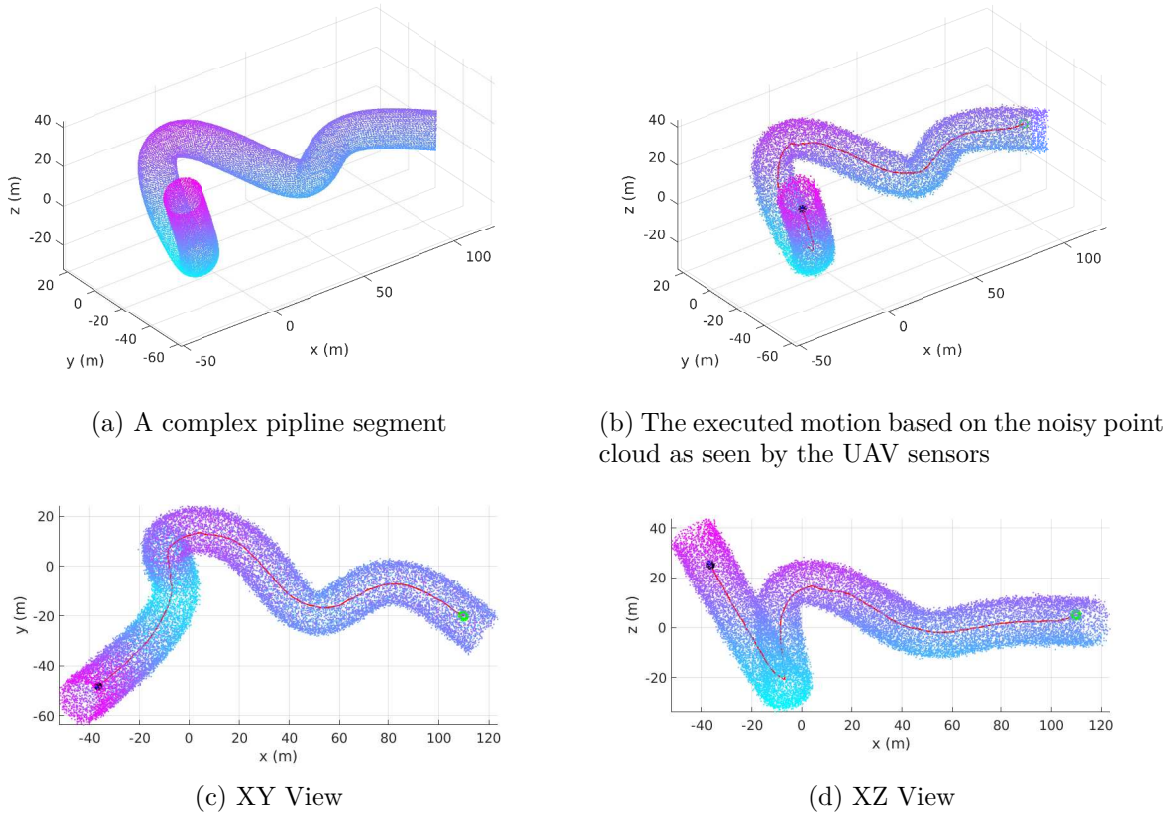 40
20
0
-20
z (m)
20
0
-20
-40
-60
y (m)
-50
0
50
100
x (m)
40
20
0
-20
z (m)
20
0
-20
-40
-60
y (m)
-50
0
50
100
x (m)
(a) A complex pipline segment
(b) The executed motion based on the noisy point
cloud as seen by the UAV sensors
20
0
-20
-40
-60
y (m)
-40 -20 0 20 40 60 80 100 120
x (m)
40
20
0
-20
z (m)
-40 -20 0 20 40 60 80 100 120
x (m)
(c) XY View
(d) XZ View